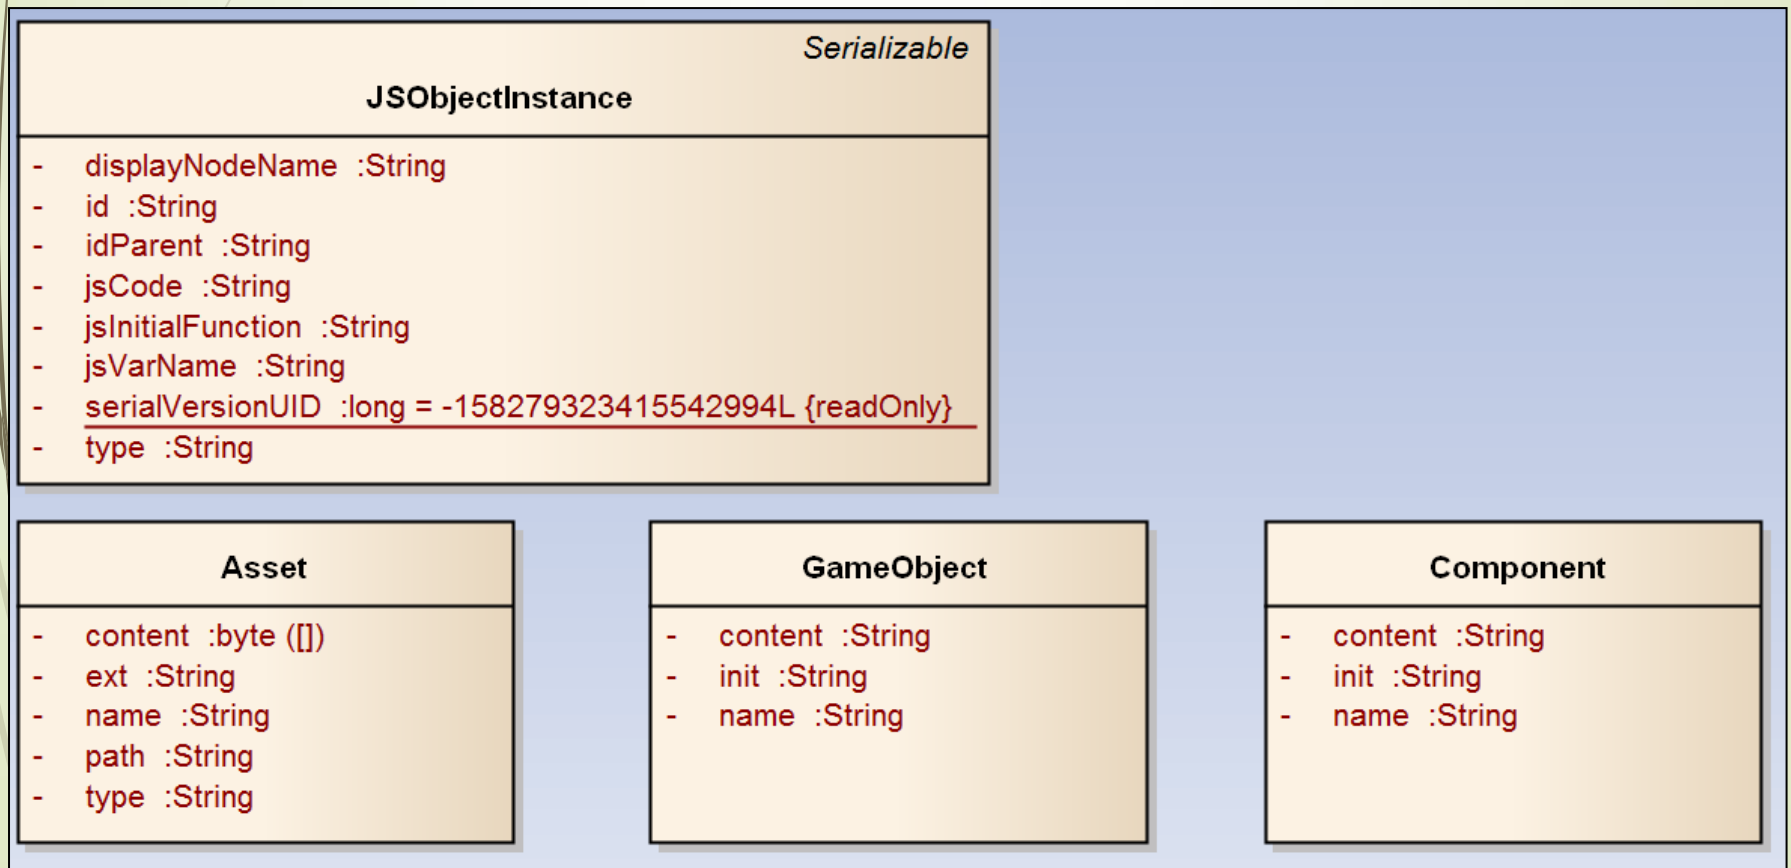 Serializable
JSObjectInstance
- displayNodeName :String
- id :String
- idParent :String
- jsCode :String
- jsInitialFunction :String
- jsVarName :String
- serialVersionUID :long = -158279323415542994L {readOnly}
- type :String
Asset
- content :byte ([])
- ext :String
- name :String
- path :String
- type :String
GameObject
- content :String
- init :String
- name :String
Component
- content :String
- init :String
- name :String